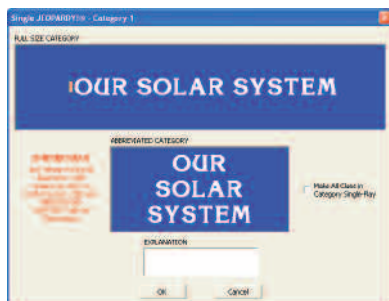 Single JEOPARDY!® - Category 1
FULL SIZE CATEGORY
OUR SOLAR SYSTEM
ABBREVIATED CATEGORY
OUR
SOLAR
SYSTEM
Make All Clues in
Category Single-Play
EXPLANATION
OK
Cancel